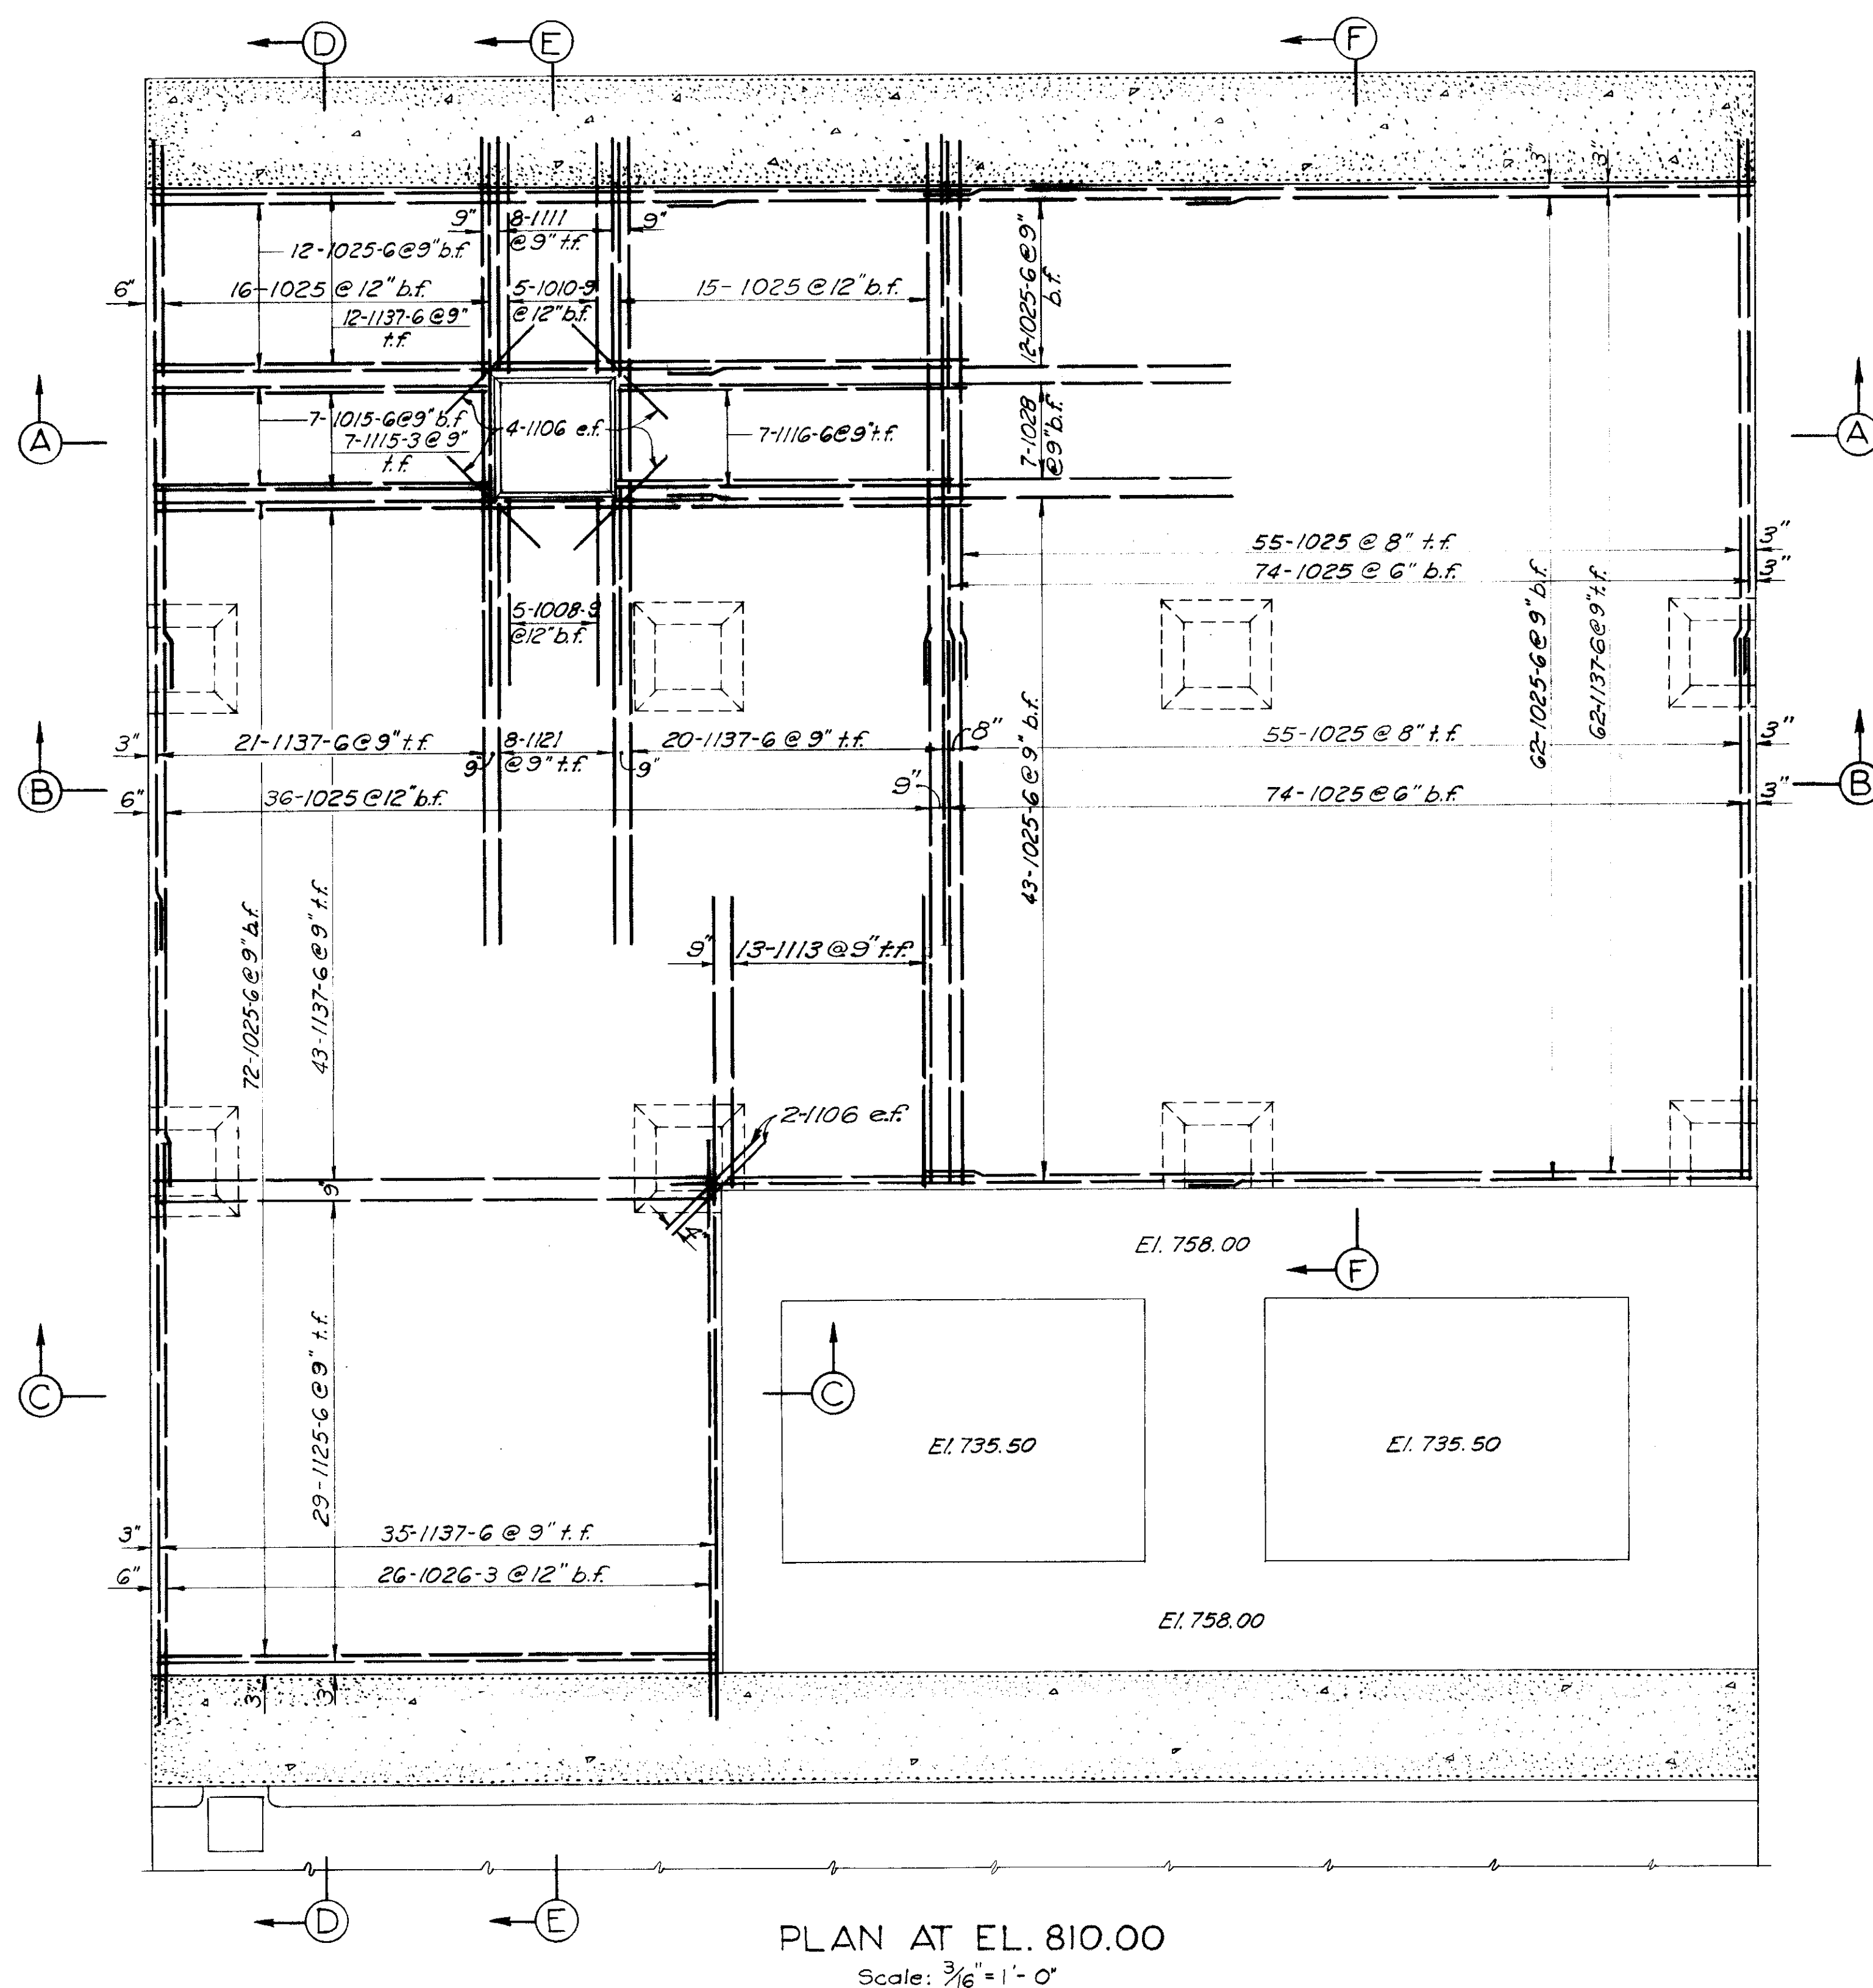 D
E
F
3"
3"
9"
8-1111
@ 9" t.f.
9"
12-1025-6@9" b.f.
12-1025-6@9"
b.f.
6"
16-1025 @ 12" b.f.
5-1010-9
@ 12" b.f.
15-1025 @ 12" b.f.
12-1137-6 @ 9"
t.f.
A
7-1015-6@9" b.f.
7-1115-3 @ 9"
t.f.
4-1106 e.f.
7-1116-6@9" t.f.
7-1028
@ 9" b.f.
A
55-1025 @ 8" t.f.
3"
74-1025 @ 6" b.f.
3"
5-1008-9
@12" b.f.
62-1025-6 @ 9" b.f.
62-1137-6@9" t.f.
3"
21-1137-6@9" t.f.
8-1121
@ 9" t.f.
9"
9"
20-1137-6 @ 9" t.f.
8"
55-1025 @ 8" t.f.
3"
B
6"
36-1025 @12" b.f.
9"
74-1025 @ 6" b.f.
3"
B
43-1025-6@9" b.f.
72-1025-6@9" b.f.
43-1137-6@9" t.f.
9"
13-1113 @9" t.f.
2-1106 e.f.
9"
4"
El. 758.00
F
C
C
29-1125-6@9" t.f.
El. 735.50
El. 735.50
3"
35-1137-6 @ 9" t.f.
6"
26-1026-3 @12" b.f.
El. 758.00
3"
3"
D
E
PLAN AT EL. 810.00
Scale: 3/16" = 1'-0"